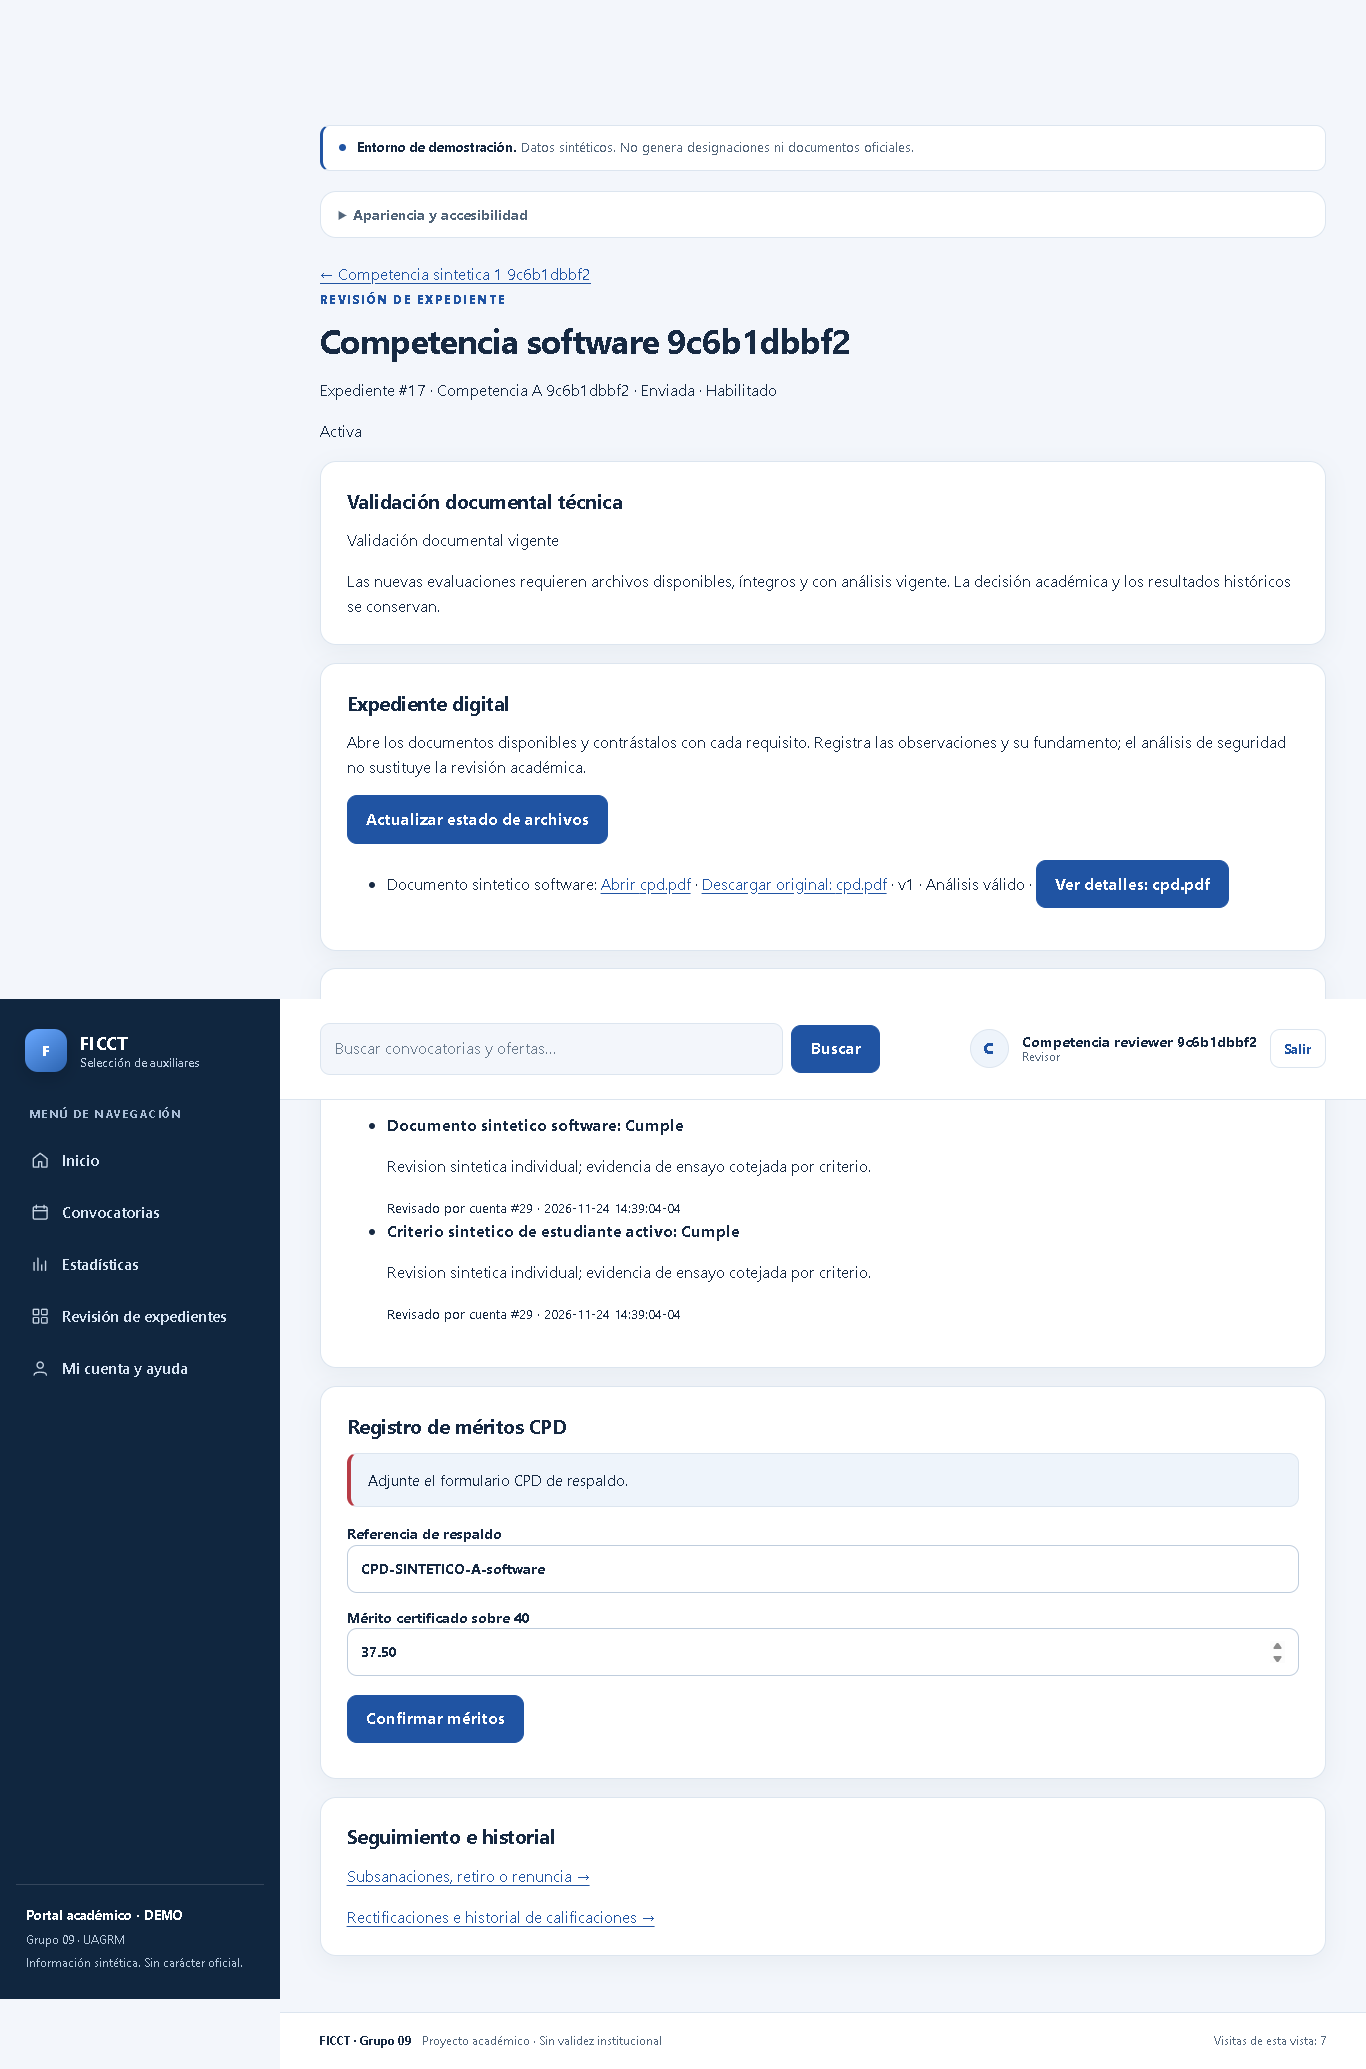 Entorno de demostración. Datos sintéticos. No genera designaciones ni documentos oficiales.
Apariencia y accesibilidad
← Competencia sintetica 1 9c6b1dbbf2
REVISIÓN DE EXPEDIENTE
Competencia software 9c6b1dbbf2
Expediente #17 · Competencia A 9c6b1dbbf2 · Enviada · Habilitado
Activa
Validación documental técnica
Validación documental vigente
Las nuevas evaluaciones requieren archivos disponibles, íntegros y con análisis vigente. La decisión académica y los resultados históricos
se conservan.
Expediente digital
Abre los documentos disponibles y contrástalos con cada requisito. Registra las observaciones y su fundamento; el análisis de seguridad
no sustituye la revisión académica.
Actualizar estado de archivos
Documento sintetico software: Abrir cpd.pdf · Descargar original: cpd.pdf · v1 · Análisis válido · Ver detalles: cpd.pdf
F
FICCT
Selección de auxiliares
Buscar convocatorias y ofertas...
Buscar
C
Competencia reviewer 9c6b1dbbf2
Revisor
Salir
MENÚ DE NAVEGACIÓN
Inicio
Convocatorias
Estadísticas
Revisión de expedientes
Mi cuenta y ayuda
Documento sintetico software: Cumple
Revision sintetica individual; evidencia de ensayo cotejada por criterio.
Revisado por cuenta #29 · 2026-11-24 14:39:04-04
Criterio sintetico de estudiante activo: Cumple
Revision sintetica individual; evidencia de ensayo cotejada por criterio.
Revisado por cuenta #29 · 2026-11-24 14:39:04-04
Registro de méritos CPD
Adjunte el formulario CPD de respaldo.
Referencia de respaldo
CPD-SINTETICO-A-software
Mérito certificado sobre 40
37.50
Confirmar méritos
Seguimiento e historial
Subsanaciones, retiro o renuncia →
Rectificaciones e historial de calificaciones →
Portal académico · DEMO
Grupo 09 · UAGRM
Información sintética. Sin carácter oficial.
FICCT · Grupo 09 Proyecto académico · Sin validez institucional
Visitas de esta vista: 7